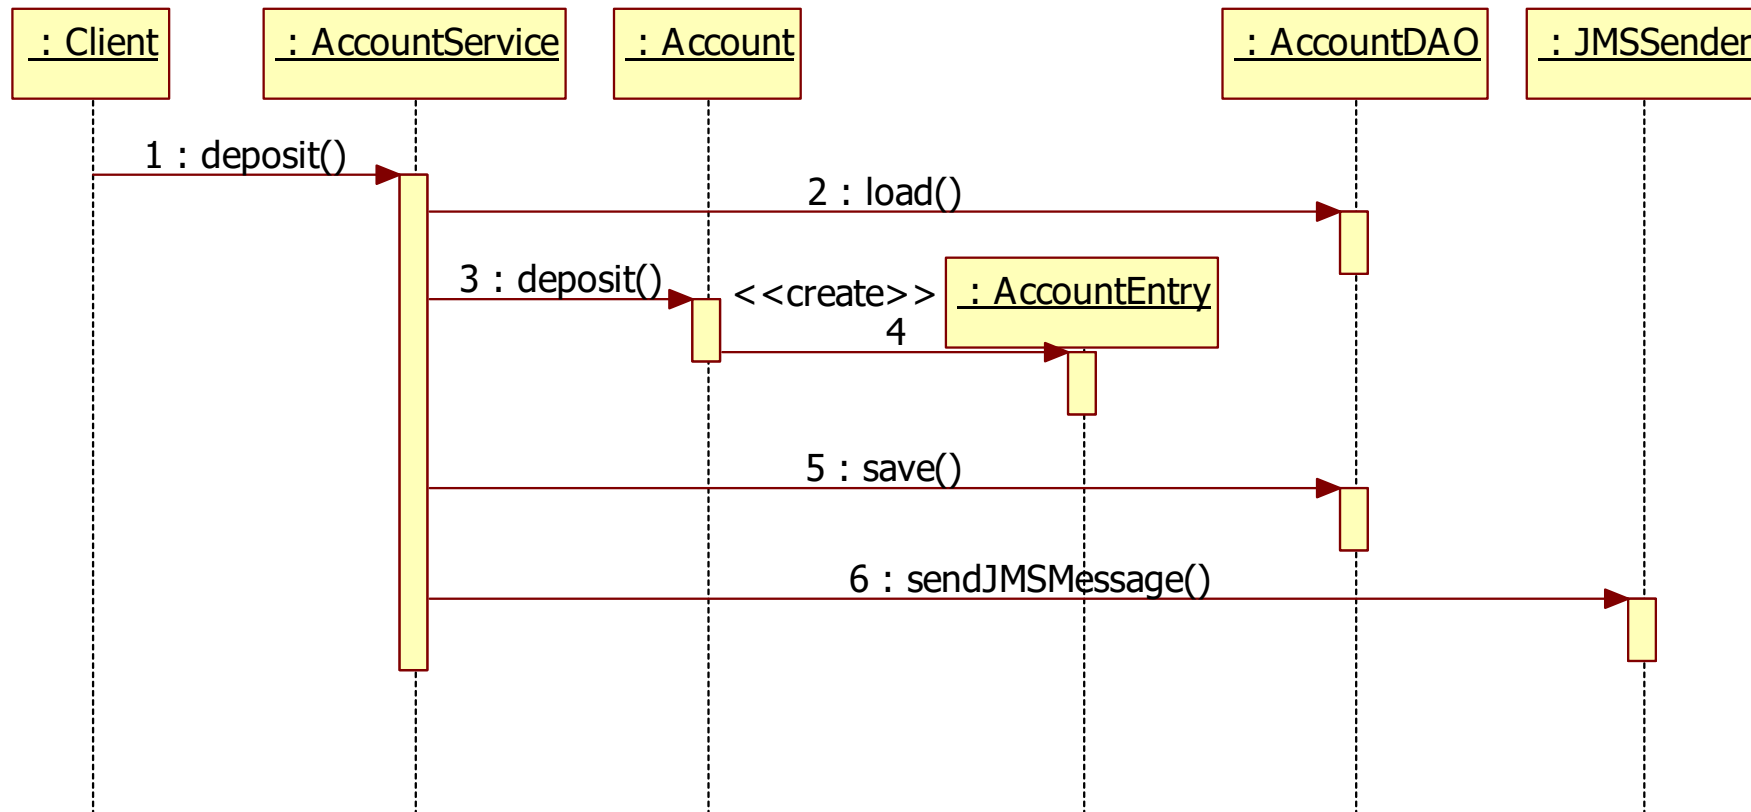 : Client
: AccountService
: Account
: AccountDAO
: JMSSender
1 : deposit()
2 : load()
3 : deposit()
<<create>>
4
: AccountEntry
5 : save()
6 : sendJMSMessage()